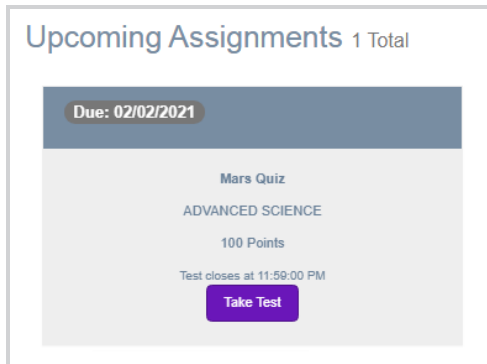 Upcoming Assignments 1 Total
Due: 02/02/2021
Mars Quiz
ADVANCED SCIENCE
100 Points
Test closes at 11:59:00 PM
Take Test